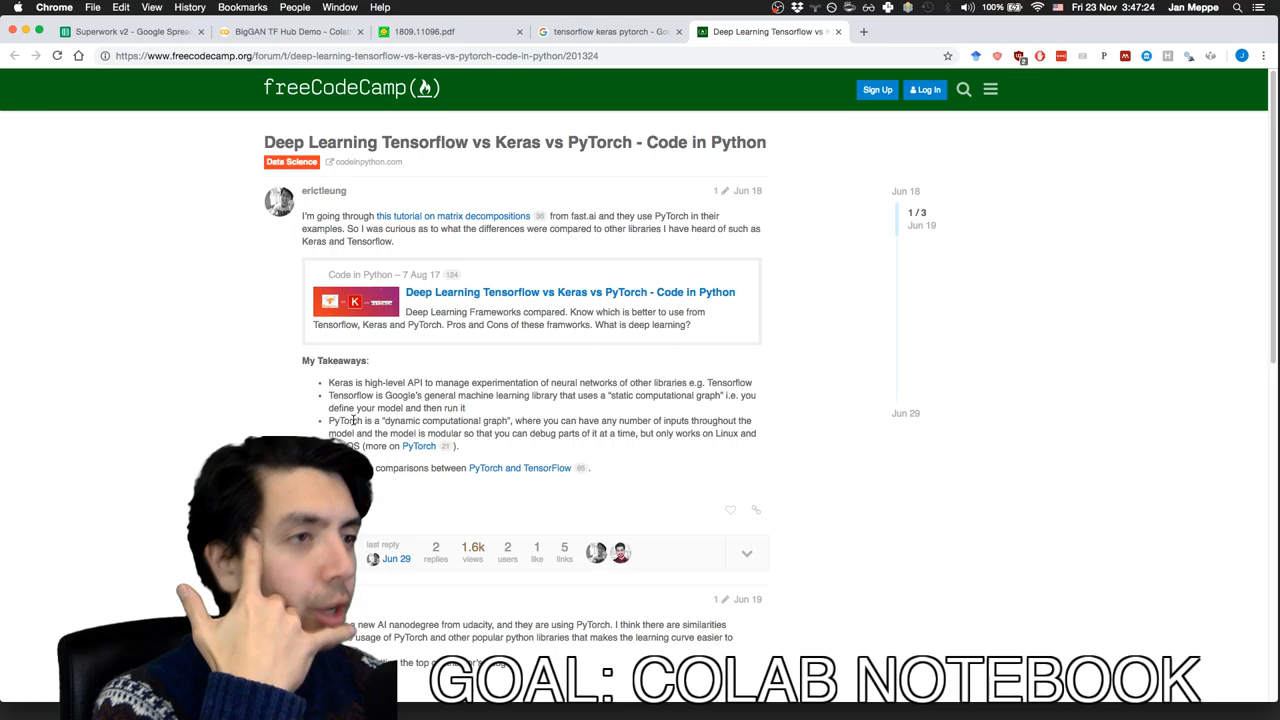 Chrome File Edit View History Bookmarks People Window Help
100% Fri 9 Nov 3:47:24 Jan Meppe
Superwork v2 - Google Spread
BigGAN TF Hub Demo - Colab
1809.11096.pdf
tensorflow keras pytorch - Go
Deep Learning Tensorflow vs
https://www.freecodecamp.org/forum/t/deep-learning-tensorflow-vs-keras-vs-pytorch-code-in-python/201324
freeCodeCamp
Sign Up
Log In
Deep Learning Tensorflow vs Keras vs PyTorch - Code in Python
Data Science codeinpython.com
erictleung
1 Jun 18
I'm going through this tutorial on matrix decompositions 36 from fast.ai and they use PyTorch in their
examples. So I was curious as to what the differences were compared to other libraries I have heard of such as
Keras and Tensorflow.
Code in Python – 7 Aug 17 124
Deep Learning Tensorflow vs Keras vs PyTorch - Code in Python
Deep Learning Frameworks compared. Know which is better to use from
Tensorflow, Keras and PyTorch. Pros and Cons of these framworks. What is deep learning?
My Takeaways:
• Keras is high-level API to manage experimentation of neural networks of other libraries e.g. Tensorflow
• Tensorflow is Google's general machine learning library that uses a “static computational graph” i.e. you
define your model and then run it
• PyTorch is a “dynamic computational graph”, where you can have any number of inputs throughout the
model and the model is modular so that you can debug parts of it at a time, but only works on Linux and
OS (more on PyTorch 21 ).
comparisons between PyTorch and TensorFlow 65 .
last reply
Jun 29
2
replies
1.6k
views
2
users
1
like
5
links
1 Jun 19
a new AI nanodegree from udacity, and they are using PyTorch. I think there are similarities
usage of PyTorch and other popular python libraries that makes the learning curve easier to
the top of
Jun 18
1 / 3
Jun 19
Jun 29
GOAL: COLAB NOTEBOOK